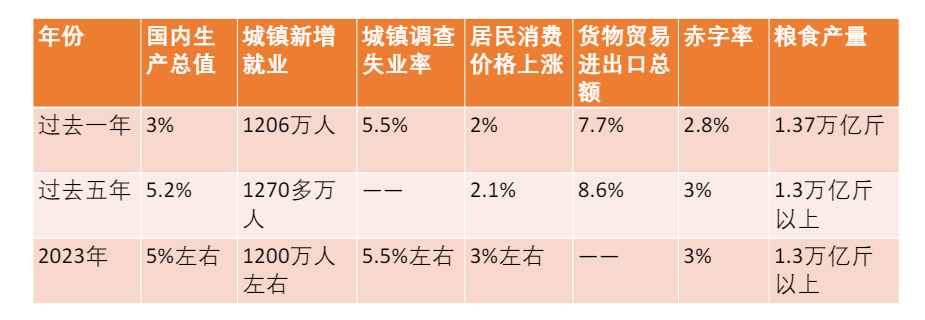 年份 国内生 城镇新增 城镇调查 居民消费 货物贸易 赤字率 粮食产量
产总值 就业 失业率 价格上涨 进出口总
额
过去一年 3% 1206万人 5.5% 2% 7.7% 2.8% 1.37万亿斤
过去五年 5.2% 1270多万 —— 2.1% 8.6% 3% 1.3万亿斤
人 以上
2023年 5%左右 1200万人 5.5%左右 3%左右 —— 3% 1.3万亿斤
左右 以上